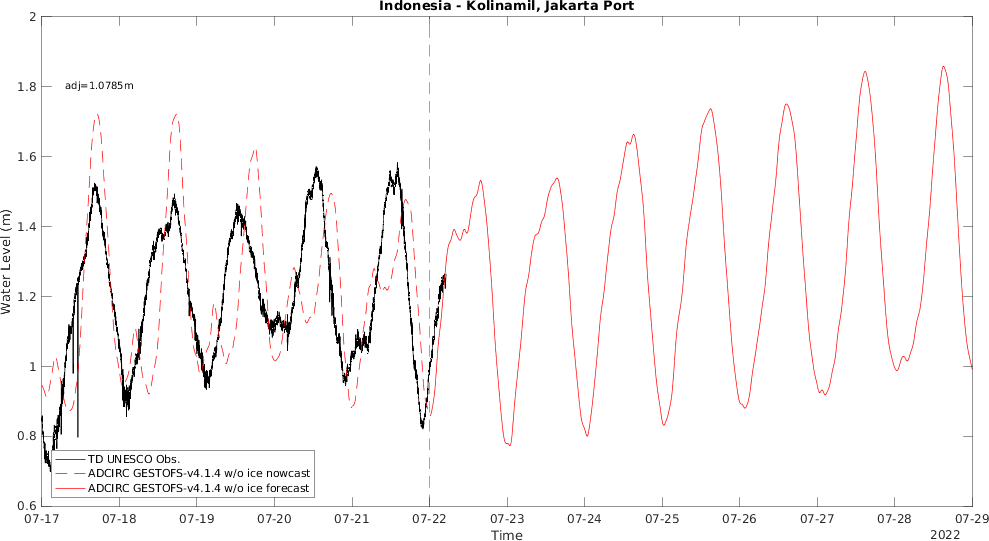 Indonesia - Kolinamil, Jakarta Port
2
1.8
1.6
1.4
1.2
1
0.8
0.6
Water Level (m)
adj=1.0785m
TD UNESCO Obs.
ADCIRC GESTOFS-v4.1.4 w/o ice nowcast
ADCIRC GESTOFS-v4.1.4 w/o ice forecast
07-17 07-18 07-19 07-20 07-21 07-22 07-23 07-24 07-25 07-26 07-27 07-28 07-29
Time
2022